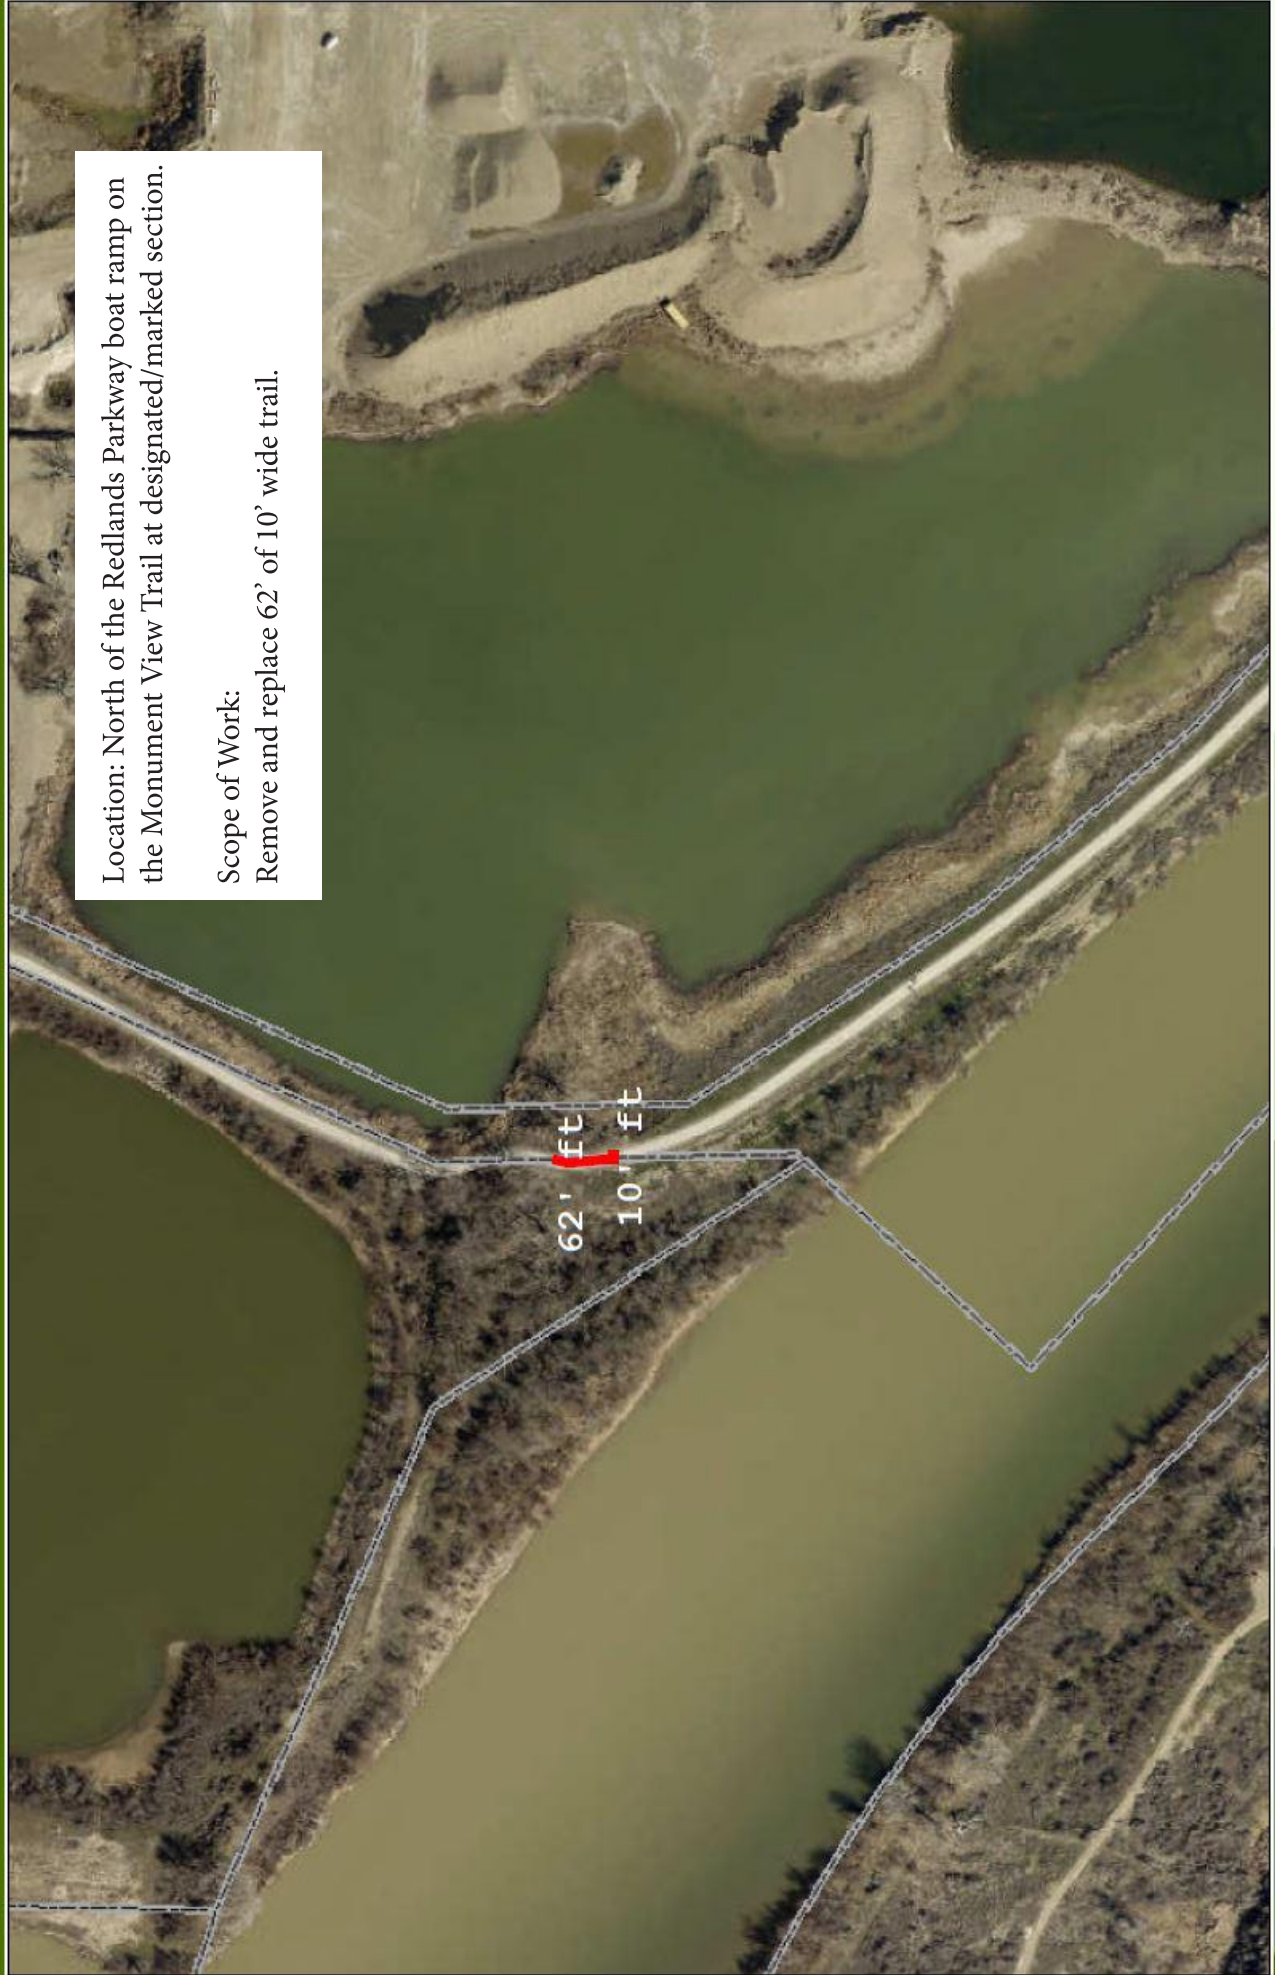 Location: North of the Redlands Parkway boat ramp on
the Monument View Trail at designated/marked section.
Scope of Work:
Remove and replace 62’ of 10’ wide trail.
62' ft
10' ft